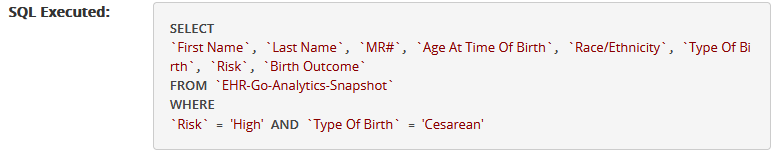 SQL Executed:
SELECT
`First Name`, `Last Name`, `MR#`, `Age At Time Of Birth`, `Race/Ethnicity`, `Type Of Bi
rth`, `Risk`, `Birth Outcome`
FROM `EHR-Go-Analytics-Snapshot`
WHERE
`Risk` = 'High' AND `Type Of Birth` = 'Cesarean'